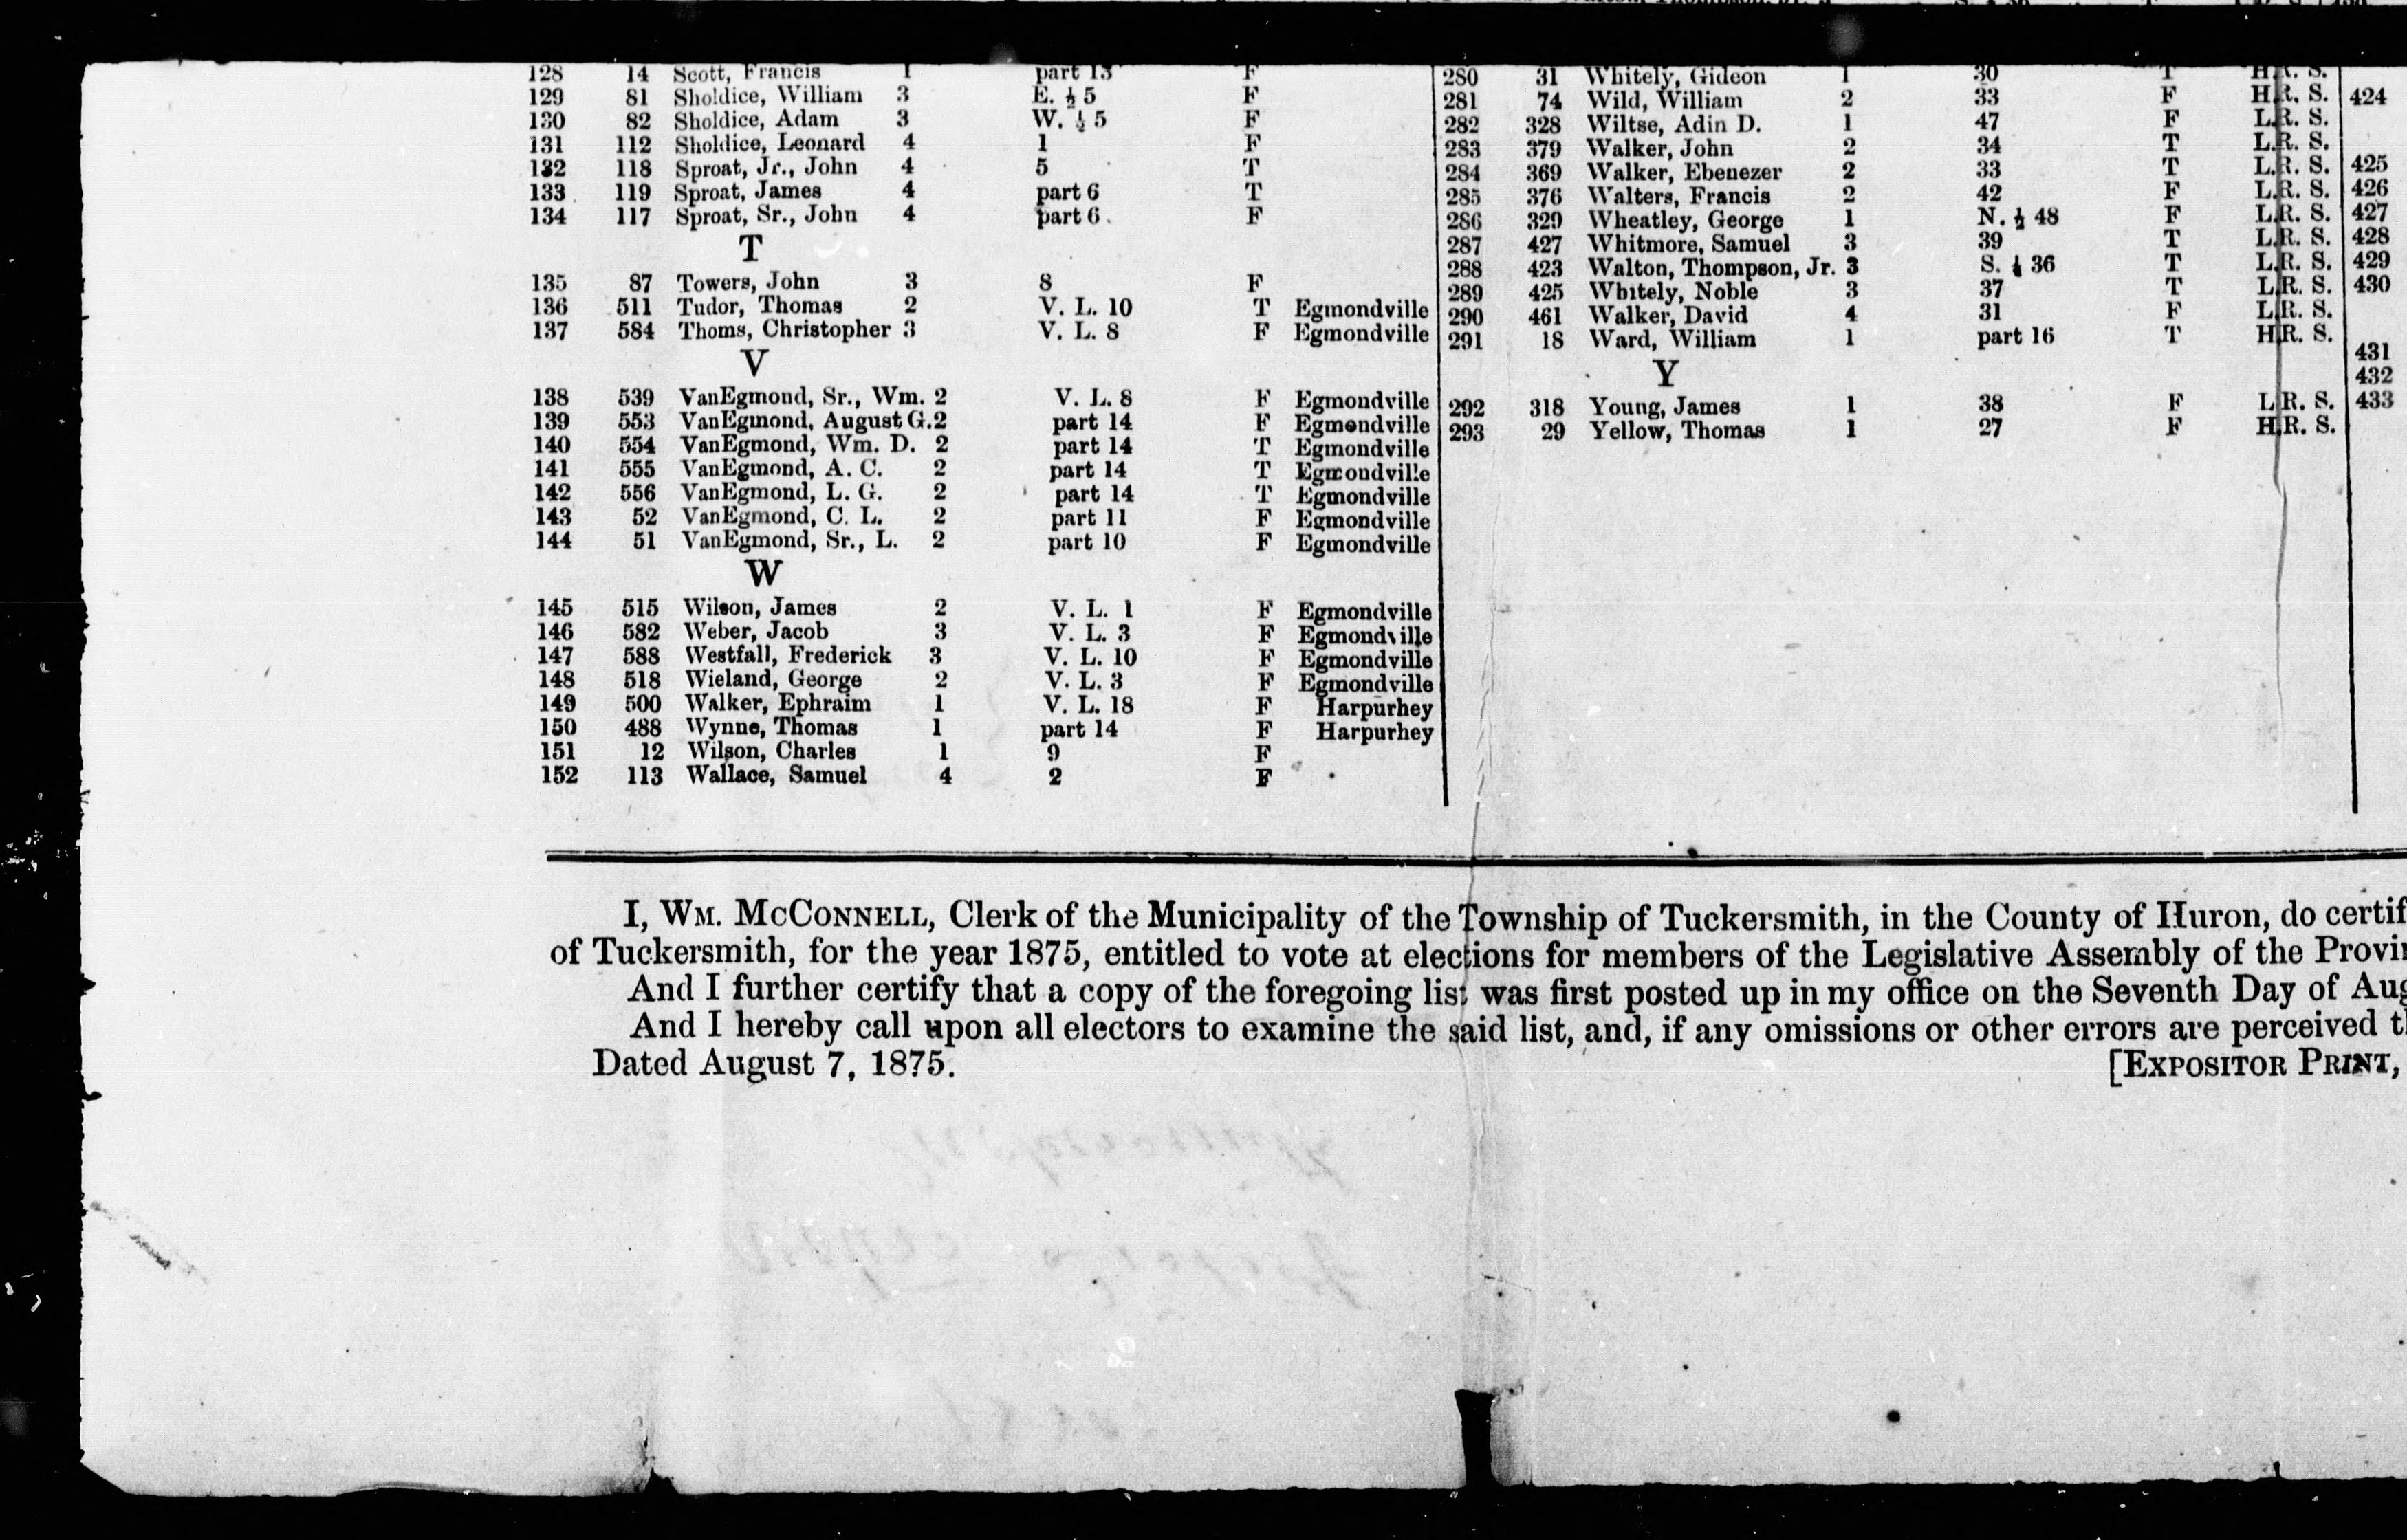 128 14 Scott, Francis 1 part 13 F
129 81 Sholdice, William 3 E. ½ 5 F
130 82 Sholdice, Adam 3 W. ½ 5 F
131 112 Sholdice, Leonard 4 1 F
132 118 Sproat, Jr., John 4 5 T
133 119 Sproat, James 4 part 6 T
134 117 Sproat, Sr., John 4 part 6 F
T
135 87 Towers, John 3 8 F
136 511 Tudor, Thomas 2 V. L. 10 T Egmondville
137 584 Thoms, Christopher 3 V. L. 8 F Egmondville
V
138 539 VanEgmond, Sr., Wm. 2 V. L. 8 F Egmondville
139 553 VanEgmond, August G. 2 part 14 F Egmondville
140 554 VanEgmond, Wm. D. 2 part 14 T Egmondville
141 555 VanEgmond, A. C. 2 part 14 T Egmondville
142 556 VanEgmond, L. G. 2 part 14 T Egmondville
143 52 VanEgmond, C. L. 2 part 11 F Egmondville
144 51 VanEgmond, Sr., L. 2 part 10 F Egmondville
W
145 515 Wilson, James 2 V. L. 1 F Egmondville
146 582 Weber, Jacob 3 V. L. 3 F Egmondville
147 588 Westfall, Frederick 3 V. L. 10 F Egmondville
148 518 Wieland, George 2 V. L. 3 F Egmondville
149 500 Walker, Ephraim 1 V. L. 18 F Harpurhey
150 488 Wynne, Thomas 1 part 14 F Harpurhey
151 12 Wilson, Charles 1 9 F
152 113 Wallace, Samuel 4 2 F
280 31 Whitely, Gideon 1 30 T H.R. S.
281 74 Wild, William 2 33 F H.R. S.
282 328 Wiltse, Adin D. 1 47 F L.R. S.
283 379 Walker, John 2 34 T L.R. S.
284 369 Walker, Ebenezer 2 33 T L.R. S.
285 376 Walters, Francis 2 42 F L.R. S.
286 329 Wheatley, George 1 N. ½ 48 F L.R. S.
287 427 Whitmore, Samuel 3 39 T L.R. S.
288 423 Walton, Thompson, Jr. 3 S. ½ 36 T L.R. S.
289 425 Whitely, Noble 3 37 T L.R. S.
290 461 Walker, David 4 31 F L.R. S.
291 18 Ward, William 1 part 16 T H.R. S.
Y
292 318 Young, James 1 38 F L.R. S.
293 29 Yellow, Thomas 1 27 F H.R. S.
424
425
426
427
428
429
430
431
432
433
I, WM. MCCONNELL, Clerk of the Municipality of the Township of Tuckersmith, in the County of Huron, do certif
of Tuckersmith, for the year 1875, entitled to vote at elections for members of the Legislative Assembly of the Provin
And I further certify that a copy of the foregoing list was first posted up in my office on the Seventh Day of Aug
And I hereby call upon all electors to examine the said list, and, if any omissions or other errors are perceived t
Dated August 7, 1875.
[EXPOSITOR PRINT,